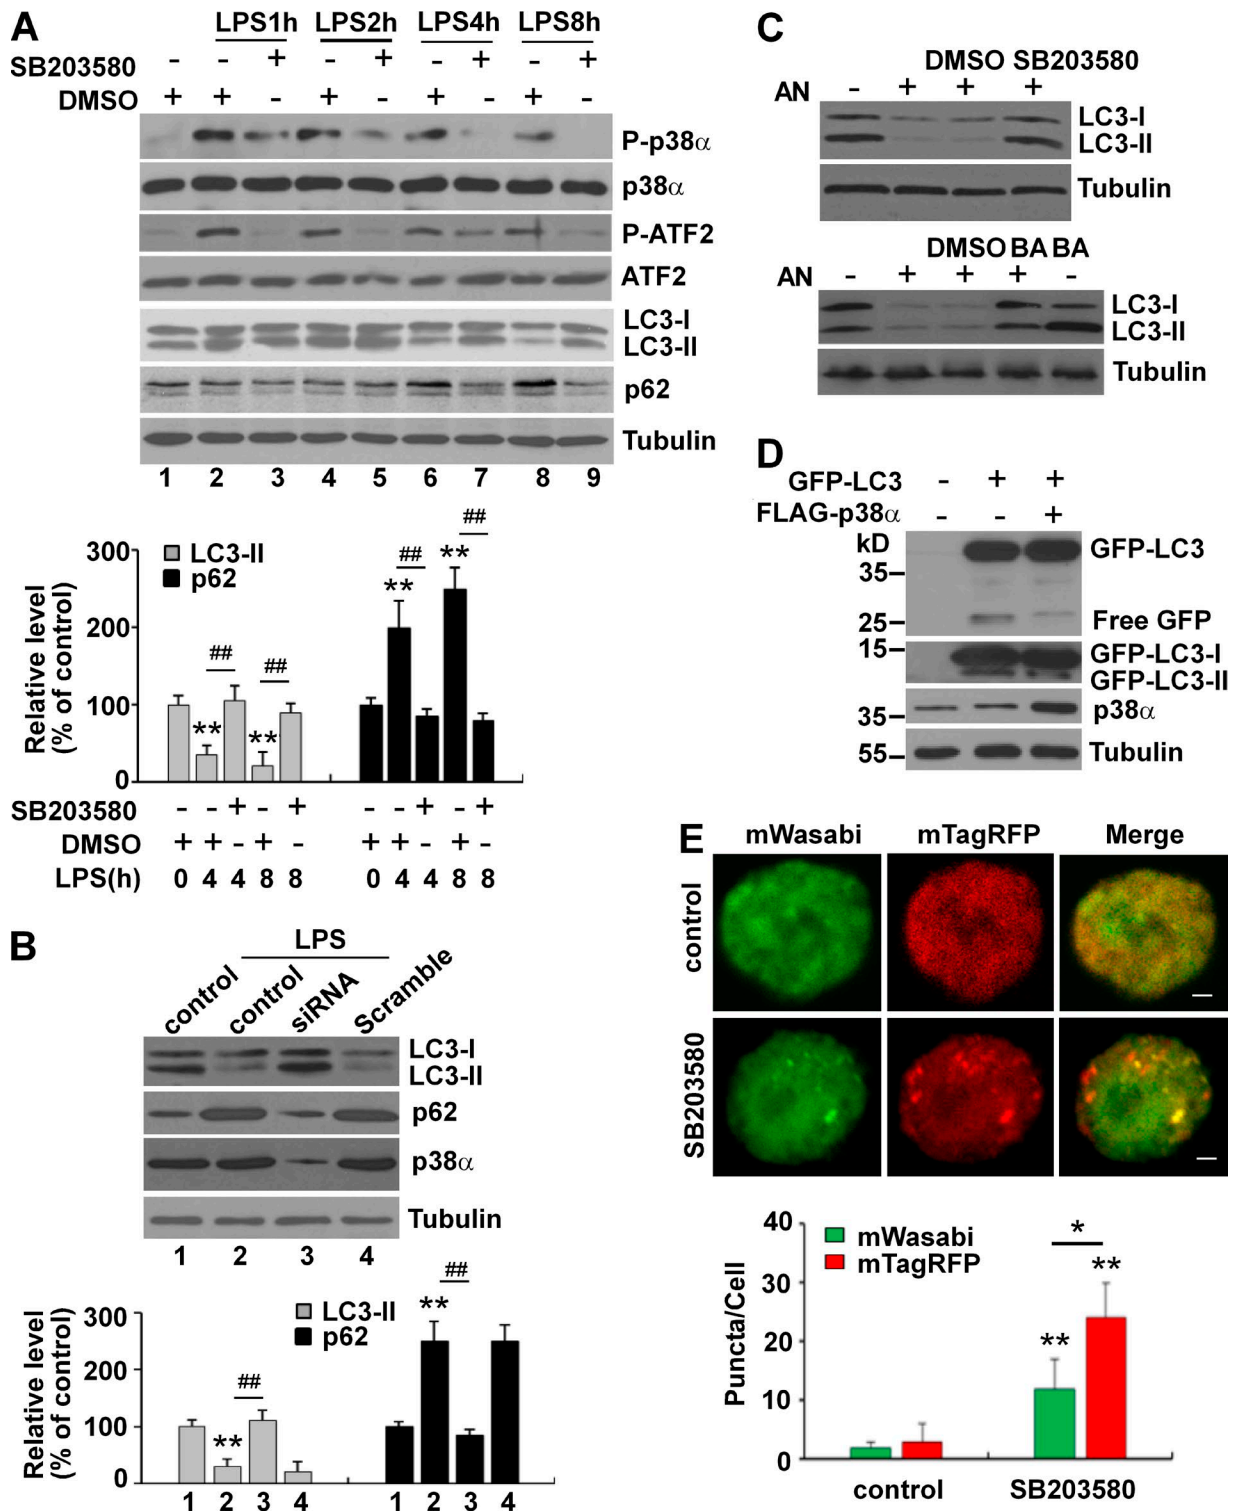 A
LPS1h LPS2h LPS4h LPS8h
SB203580 - - + - + - + - +
DMSO + + - + - + - + -
P-p38α
p38α
P-ATF2
ATF2
LC3-I
LC3-II
p62
Tubulin
1 2 3 4 5 6 7 8 9
Relative level
(% of control)
300
200
100
0
LC3-II
p62
** ## ** ## ** ## ** ##
SB203580 - - + - + - - + - +
DMSO + + - + - + + - + -
LPS(h) 0 4 4 8 8 0 4 4 8 8
B
LPS
control control siRNA Scramble
LC3-I
LC3-II
p62
p38α
Tubulin
1 2 3 4
Relative level
(% of control)
300
200
100
0
LC3-II
p62
** ## ** ##
1 2 3 4 1 2 3 4
C
DMSO SB203580
AN - + + +
LC3-I
LC3-II
Tubulin
DMSO BA BA
AN - + + + -
LC3-I
LC3-II
Tubulin
D
GFP-LC3 - + +
FLAG-p38α - - +
kD
GFP-LC3
35
25
Free GFP
15
GFP-LC3-I
GFP-LC3-II
35
p38α
55
Tubulin
E
mWasabi mTagRFP Merge
control
SB203580
Puncta/Cell
40
30
20
10
0
mWasabi
mTagRFP
*
** **
control SB203580